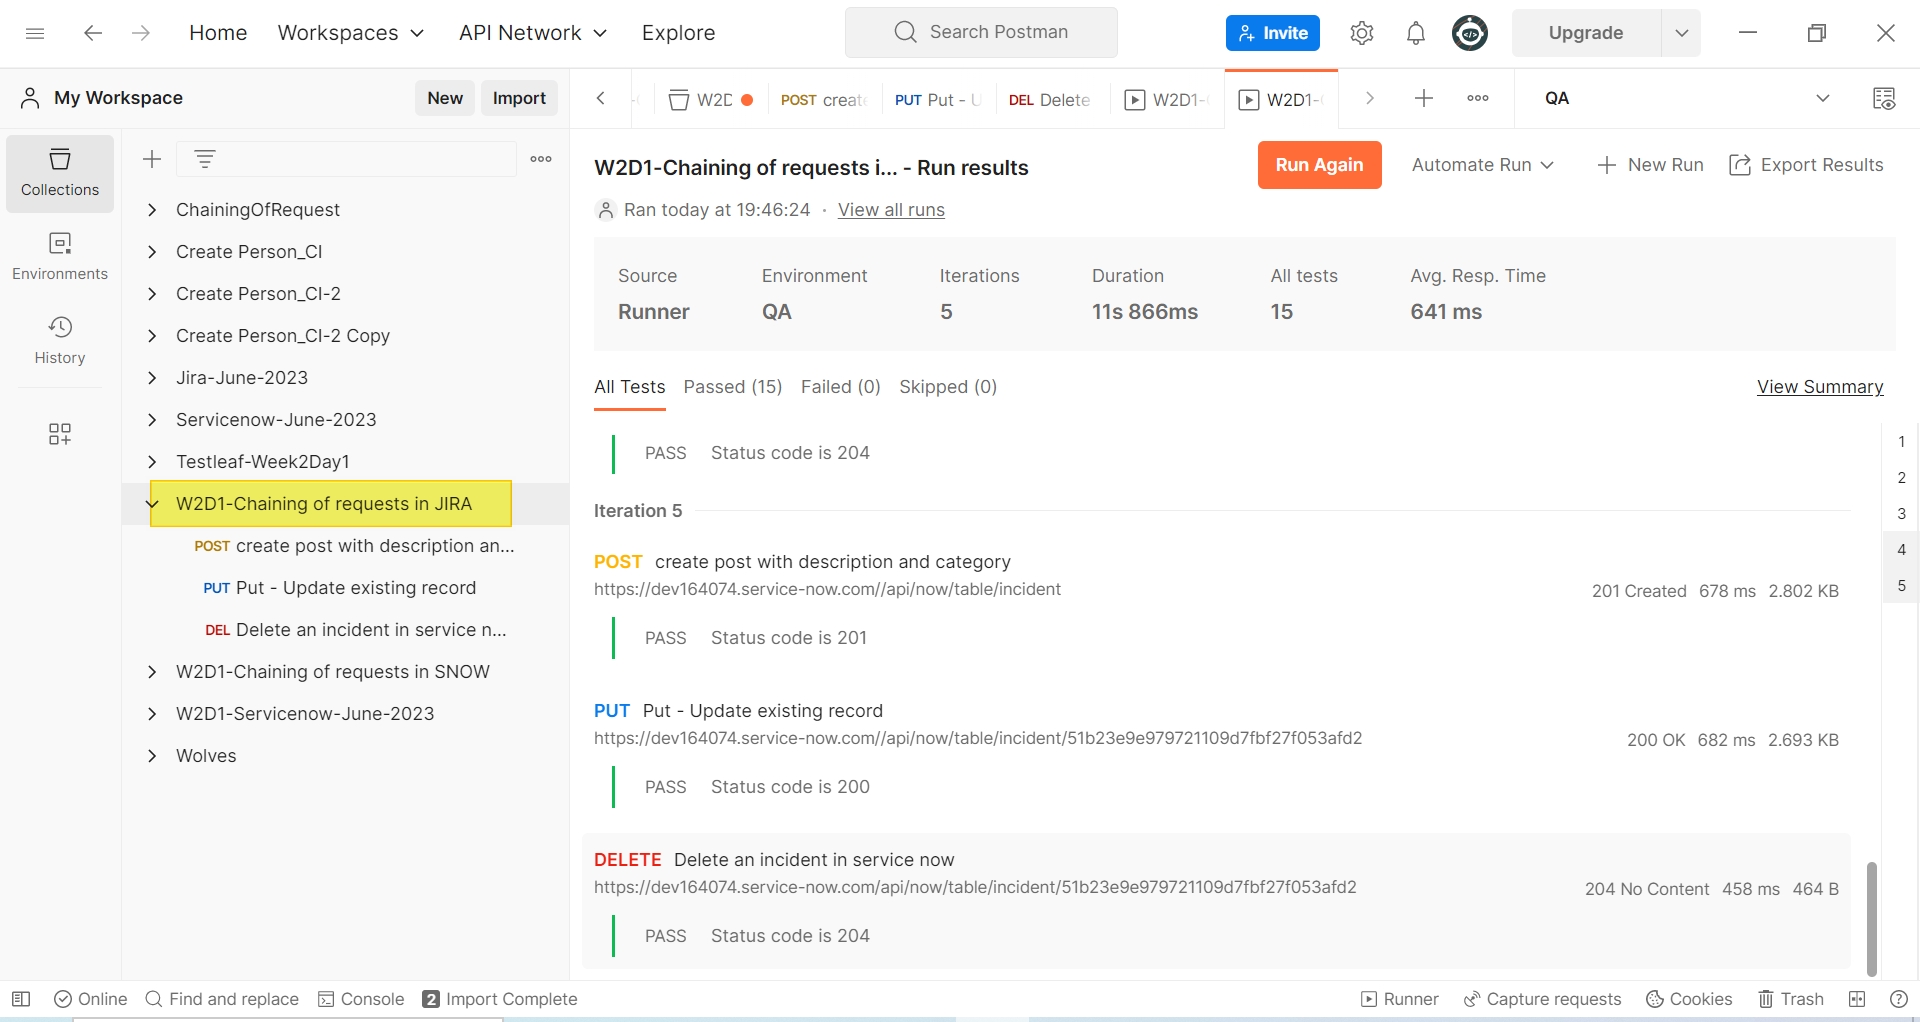 Home Workspaces API Network Explore Search Postman Invite Upgrade
My Workspace New Import W2D POST creat PUT Put - U DEL Delete W2D1- W2D1- QA
Collections
Environments
History
ChainingOfRequest
Create Person_CI
Create Person_CI-2
Create Person_CI-2 Copy
Jira-June-2023
Servicenow-June-2023
Testleaf-Week2Day1
W2D1-Chaining of requests in JIRA
POST create post with description an...
PUT Put - Update existing record
DEL Delete an incident in service n...
W2D1-Chaining of requests in SNOW
W2D1-Servicenow-June-2023
Wolves
W2D1-Chaining of requests i... - Run results Run Again Automate Run New Run Export Results
Ran today at 19:46:24 · View all runs
Source Environment Iterations Duration All tests Avg. Resp. Time
Runner QA 5 11s 866ms 15 641 ms
All Tests Passed (15) Failed (0) Skipped (0) View Summary
PASS Status code is 204
Iteration 5
POST create post with description and category
https://dev164074.service-now.com//api/now/table/incident 201 Created 678 ms 2.802 KB
PASS Status code is 201
PUT Put - Update existing record
https://dev164074.service-now.com//api/now/table/incident/51b23e9e979721109d7fbf27f053afd2 200 OK 682 ms 2.693 KB
PASS Status code is 200
DELETE Delete an incident in service now
https://dev164074.service-now.com/api/now/table/incident/51b23e9e979721109d7fbf27f053afd2 204 No Content 458 ms 464 B
PASS Status code is 204
1
2
3
4
5
Online Find and replace Console 2 Import Complete Runner Capture requests Cookies Trash